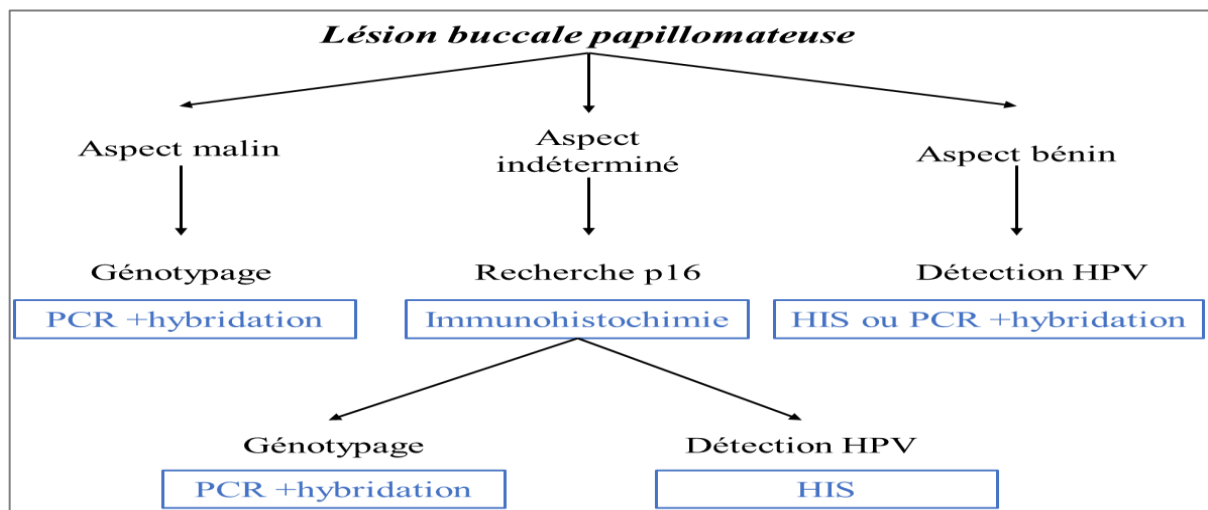 Lésion buccale papillomateuse
Aspect malin
Aspect
indéterminé
Aspect bénin
Génotypage
Recherche p16
Détection HPV
PCR +hybridation
Immunohistochimie
HIS ou PCR +hybridation
Génotypage
Détection HPV
PCR +hybridation
HIS